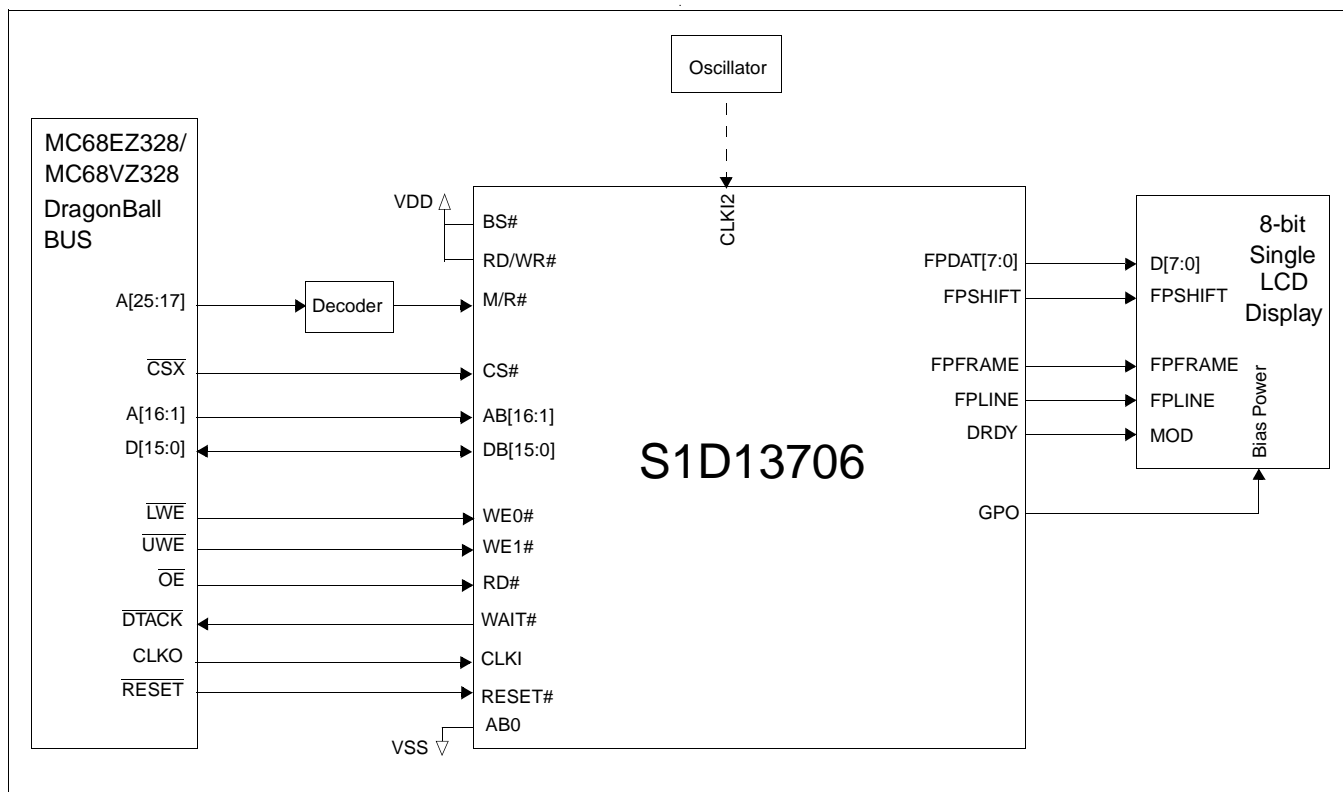 Oscillator
CLKI2
MC68EZ328/
MC68VZ328
DragonBall
BUS
A[25:17]
CSX
A[16:1]
D[15:0]
LWE
UWE
OE
DTACK
CLKO
RESET
Decoder
VDD
VSS
BS#
RD/WR#
M/R#
CS#
AB[16:1]
DB[15:0]
WE0#
WE1#
RD#
WAIT#
CLKI
RESET#
AB0
S1D13706
FPDAT[7:0]
FPSHIFT
FPFRAME
FPLINE
DRDY
GPO
8-bit
Single
LCD
Display
D[7:0]
FPSHIFT
FPFRAME
FPLINE
MOD
Bias Power